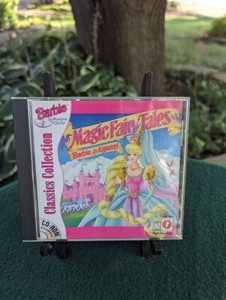 Barbie
Classics Collection
CD-ROM
Magic Fairy Tales
Barbie as Rapunzel